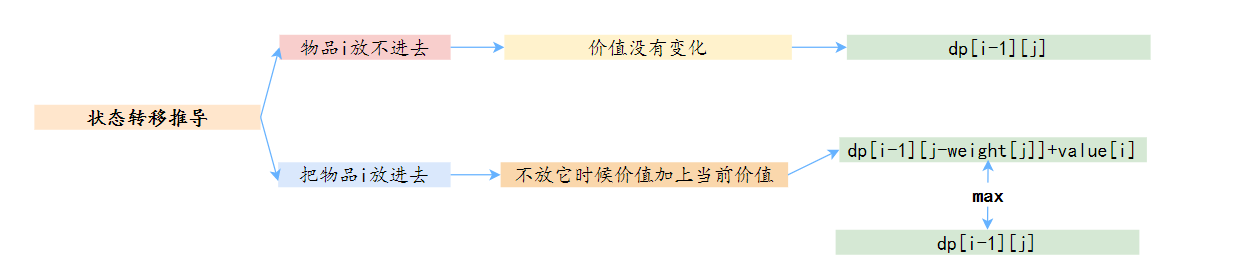 物品i放不进去
价值没有变化
dp[i-1][j]
状态转移推导
把物品i放进去
不放它时候价值加上当前价值
dp[i-1][j-weight[j]]+value[i]
max
dp[i-1][j]